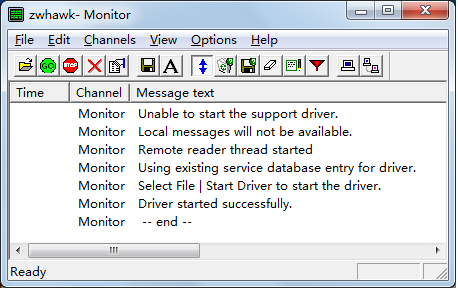 zwhawk- Monitor
File Edit Channels View Options Help
GO! STOP A
Time Channel Message text
Monitor Unable to start the support driver.
Monitor Local messages will not be available.
Monitor Remote reader thread started
Monitor Using existing service database entry for driver.
Monitor Select File | Start Driver to start the driver.
Monitor Driver started successfully.
Monitor -- end --
Ready